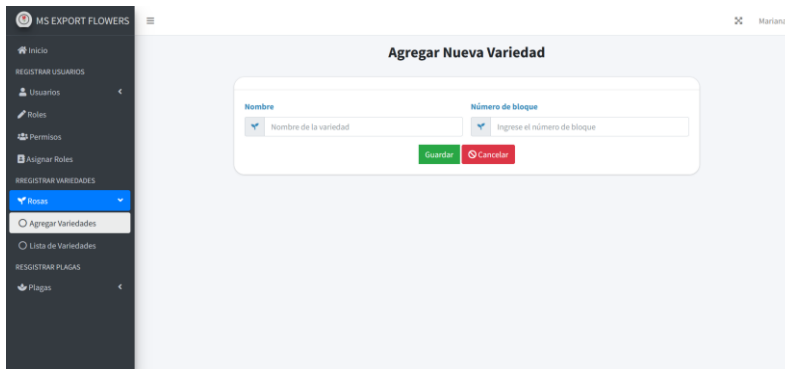 MS EXPORT FLOWERS
Mariana
Inicio
REGISTRAR USUARIOS
Usuarios
Roles
Permisos
Asignar Roles
RREGISTRAR VARIEDADES
Rosas
Agregar Variedades
Lista de Variedades
RESGISTRAR PLAGAS
Plagas
Agregar Nueva Variedad
Nombre Número de bloque
Nombre de la variedad Ingrese el número de bloque
Guardar Cancelar